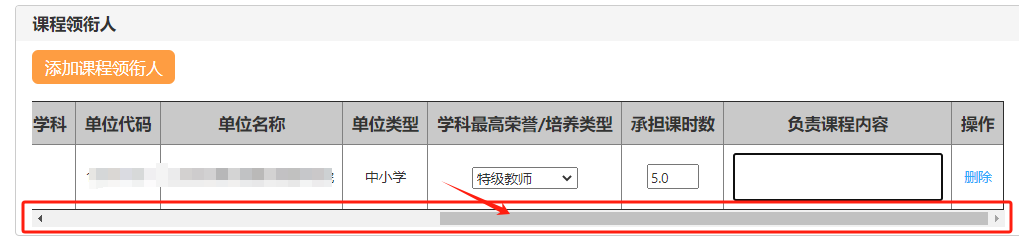 课程领衔人
添加课程领衔人
学科 单位代码 单位名称 单位类型 学科最高荣誉/培养类型 承担课时数 负责课程内容 操作
中小学 特级教师 5.0 删除